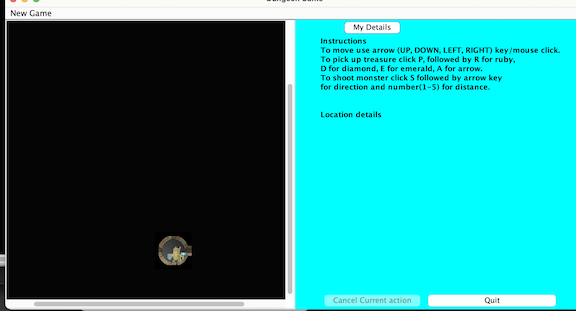 Dungeon Game
New Game
My Details
Instructions
To move use arrow (UP, DOWN, LEFT, RIGHT) key/mouse click.
To pick up treasure click P, followed by R for ruby,
D for diamond, E for emerald, A for arrow.
To shoot monster click S followed by arrow key
for direction and number(1-5) for distance.
Location details
Cancel Current action
Quit